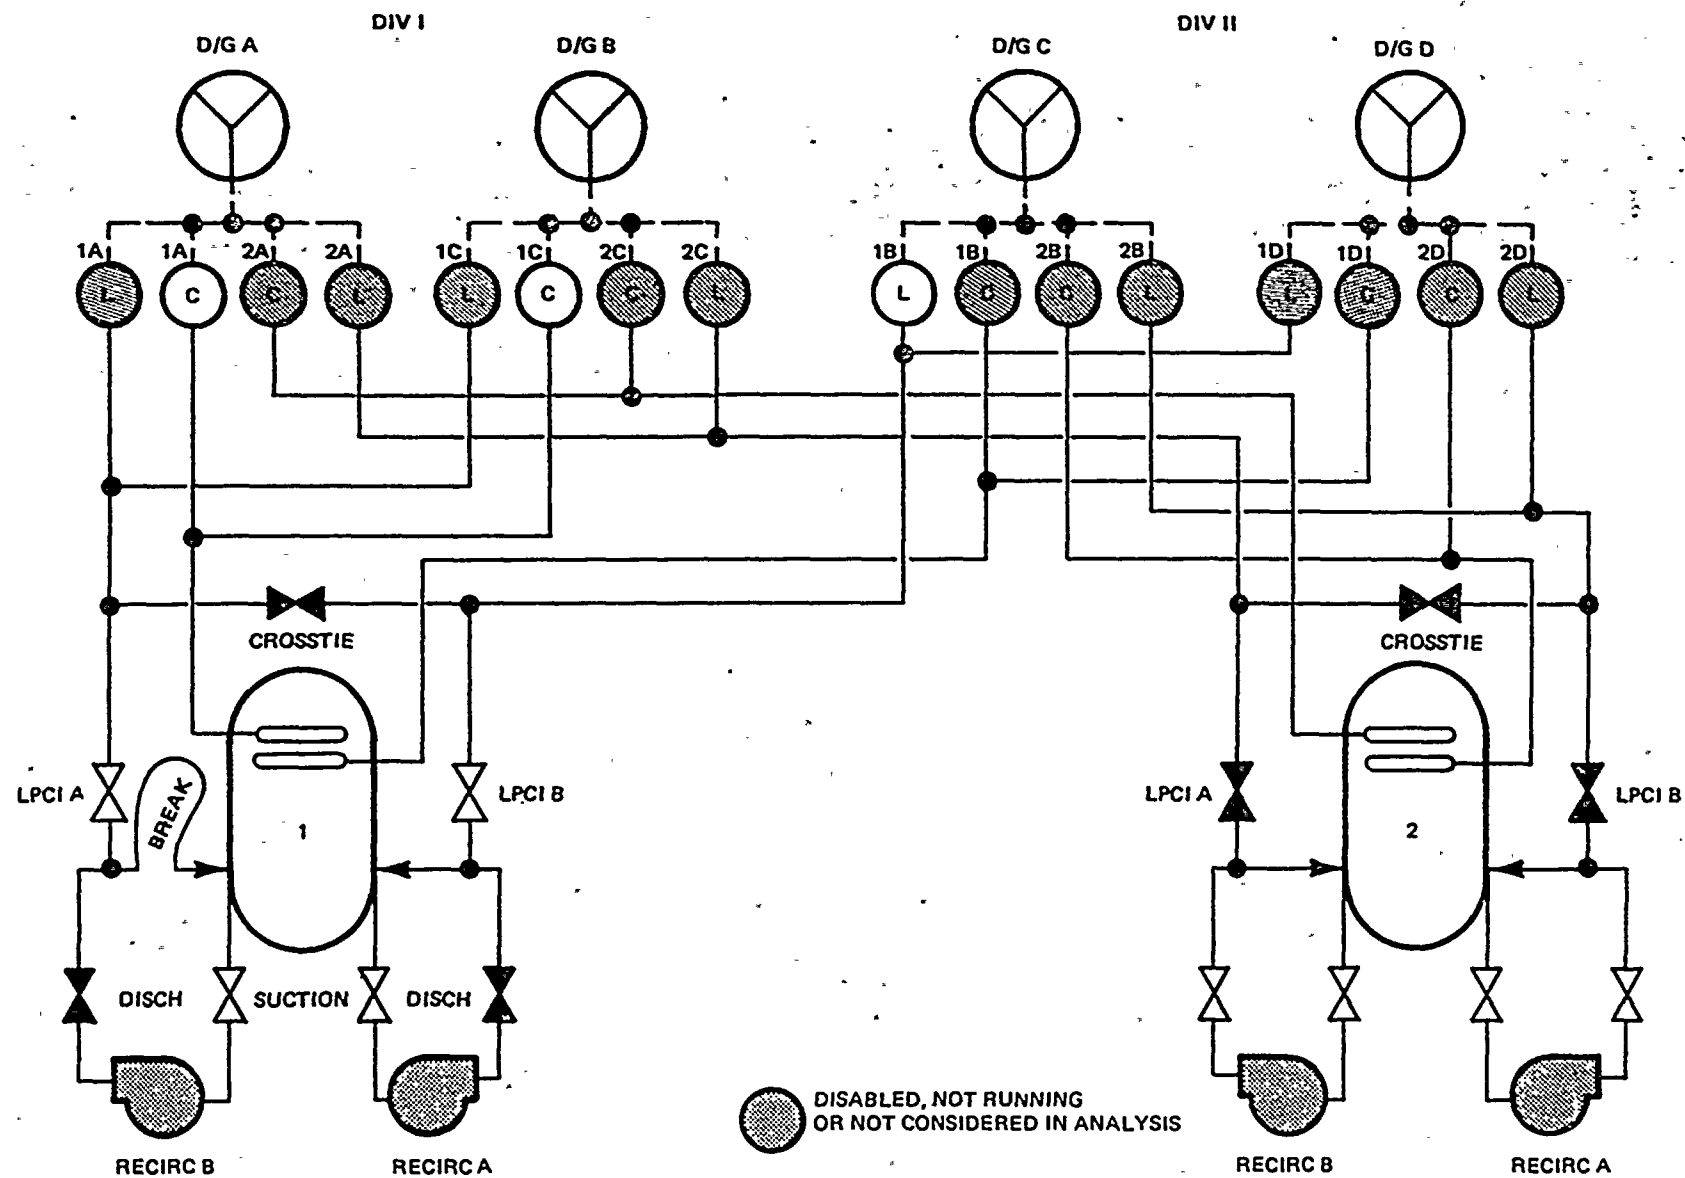 DIV I
DIV II
D/G A
D/G B
D/G C
D/G D
1A 1A 2A 2A 1C 1C 2C 2C 1B 1B 2B 2B 1D 1D 2D 2D
L C C L L C C L L C C L L C C L
CROSSTIE
CROSSTIE
LPCI A
BREAK
1
LPCI B
LPCI A
2
LPCI B
DISCH
SUCTION
DISCH
DISABLED, NOT RUNNING
OR NOT CONSIDERED IN ANALYSIS
RECIRC B
RECIRC A
RECIRC B
RECIRC A